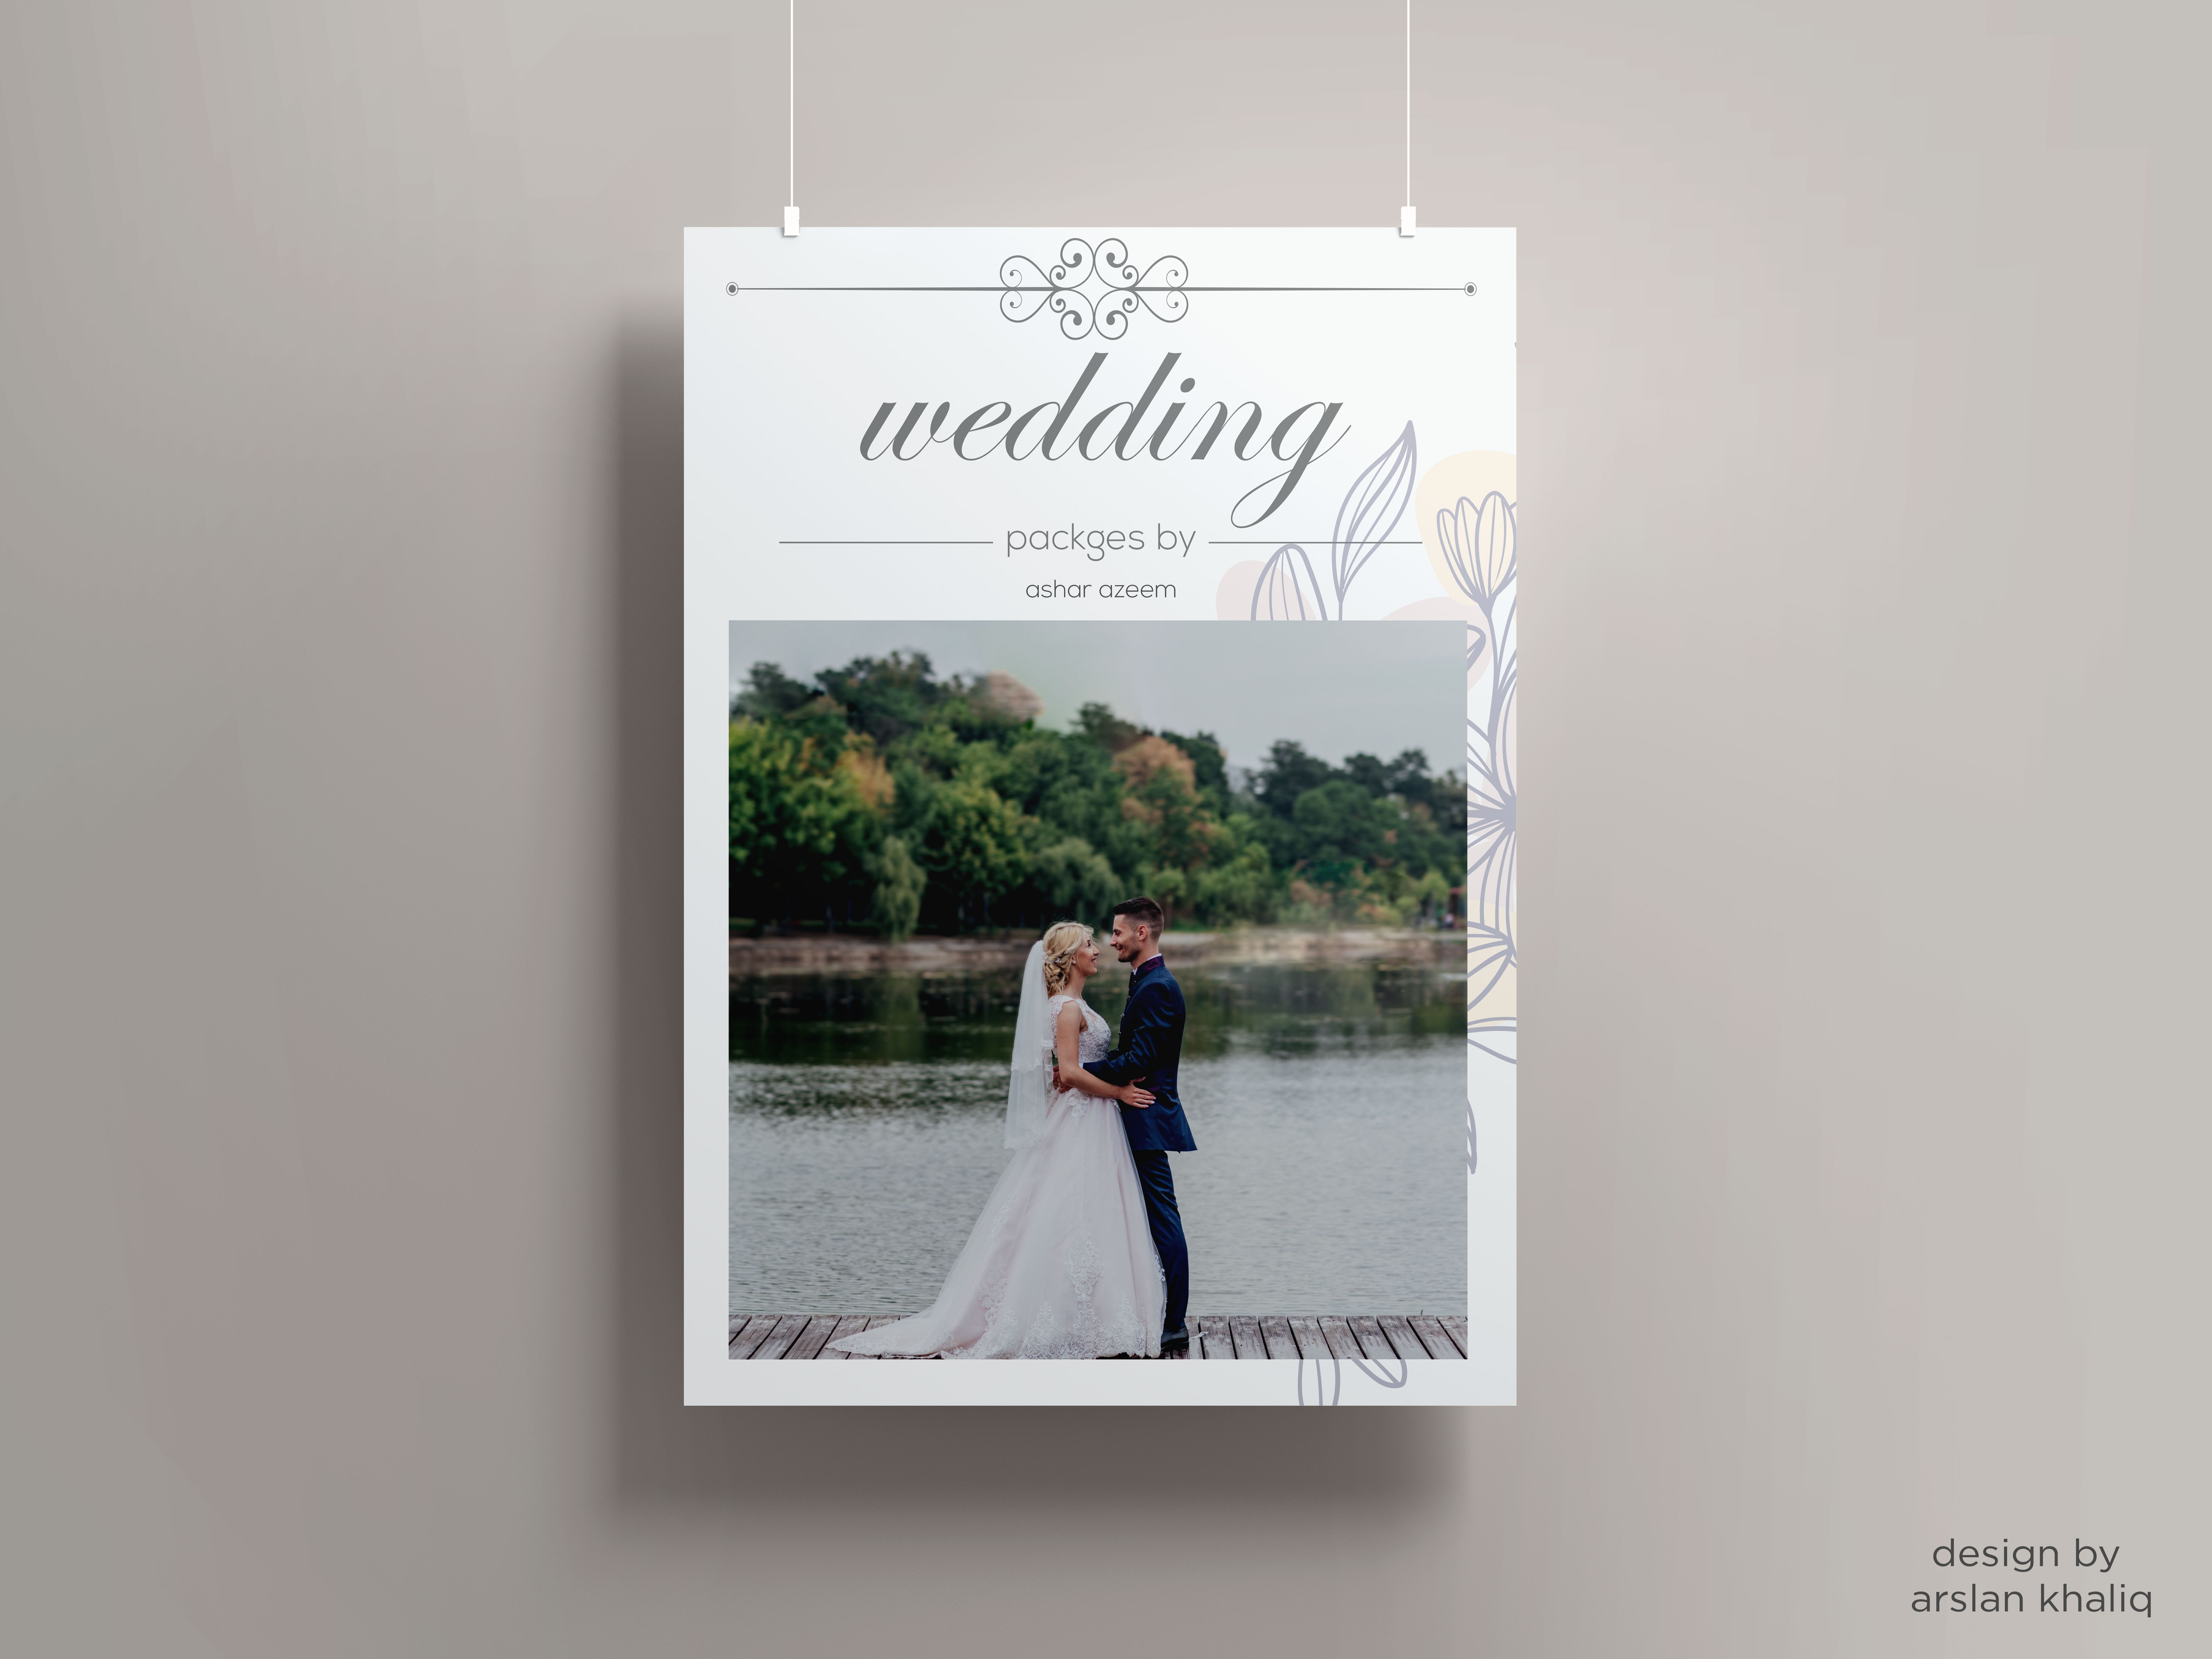 wedding
packges by
ashar azeem
design by
arslan khaliq